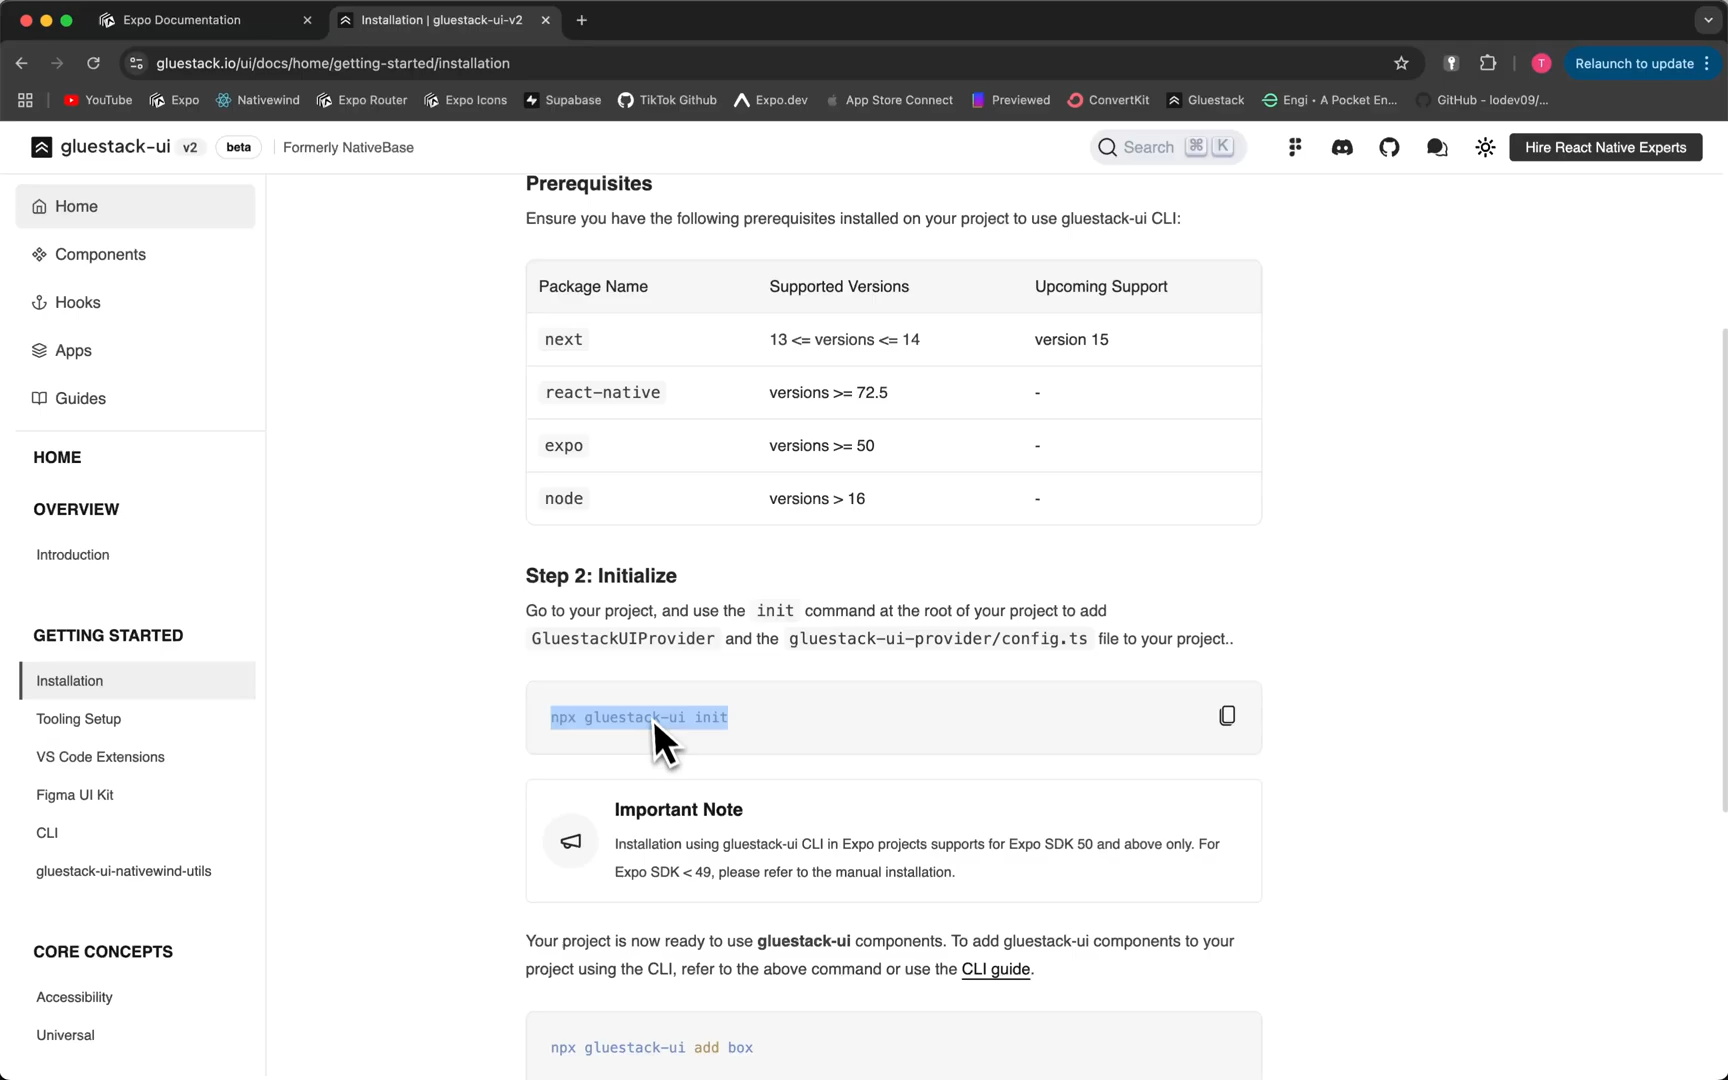 Expo Documentation
Installation | gluestack-ui-v2
gluestack.io/ui/docs/home/getting-started/installation
T
Relaunch to update
YouTube
Expo
Nativewind
Expo Router
Expo Icons
Supabase
TikTok Github
Expo.dev
App Store Connect
Previewed
ConvertKit
Gluestack
Engi • A Pocket En...
GitHub - lodev09/...
gluestack-ui v2
beta
Formerly NativeBase
Search ⌘ K
Hire React Native Experts
Home
Components
Hooks
Apps
Guides
HOME
OVERVIEW
Introduction
GETTING STARTED
Installation
Tooling Setup
VS Code Extensions
Figma UI Kit
CLI
gluestack-ui-nativewind-utils
CORE CONCEPTS
Accessibility
Universal
Prerequisites
Ensure you have the following prerequisites installed on your project to use gluestack-ui CLI:
Package Name Supported Versions Upcoming Support
next 13 <= versions <= 14 version 15
react-native versions >= 72.5 -
expo versions >= 50 -
node versions > 16 -
Step 2: Initialize
Go to your project, and use the init command at the root of your project to add
GluestackUIProvider and the gluestack-ui-provider/config.ts file to your project..
npx gluestack-ui init
Important Note
Installation using gluestack-ui CLI in Expo projects supports for Expo SDK 50 and above only. For
Expo SDK < 49, please refer to the manual installation.
Your project is now ready to use gluestack-ui components. To add gluestack-ui components to your
project using the CLI, refer to the above command or use the CLI guide.
npx gluestack-ui add box